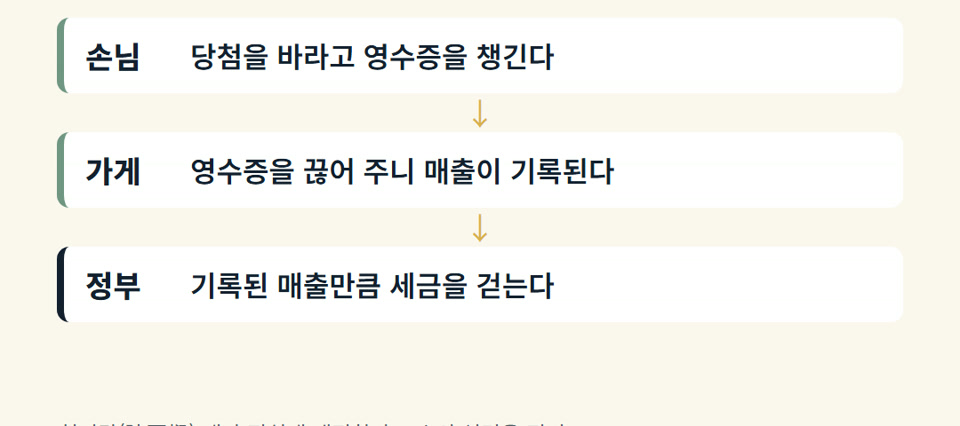 손님 당첨을 바라고 영수증을 챙긴다
가게 영수증을 끊어 주니 매출이 기록된다
정부 기록된 매출만큼 세금을 걷는다